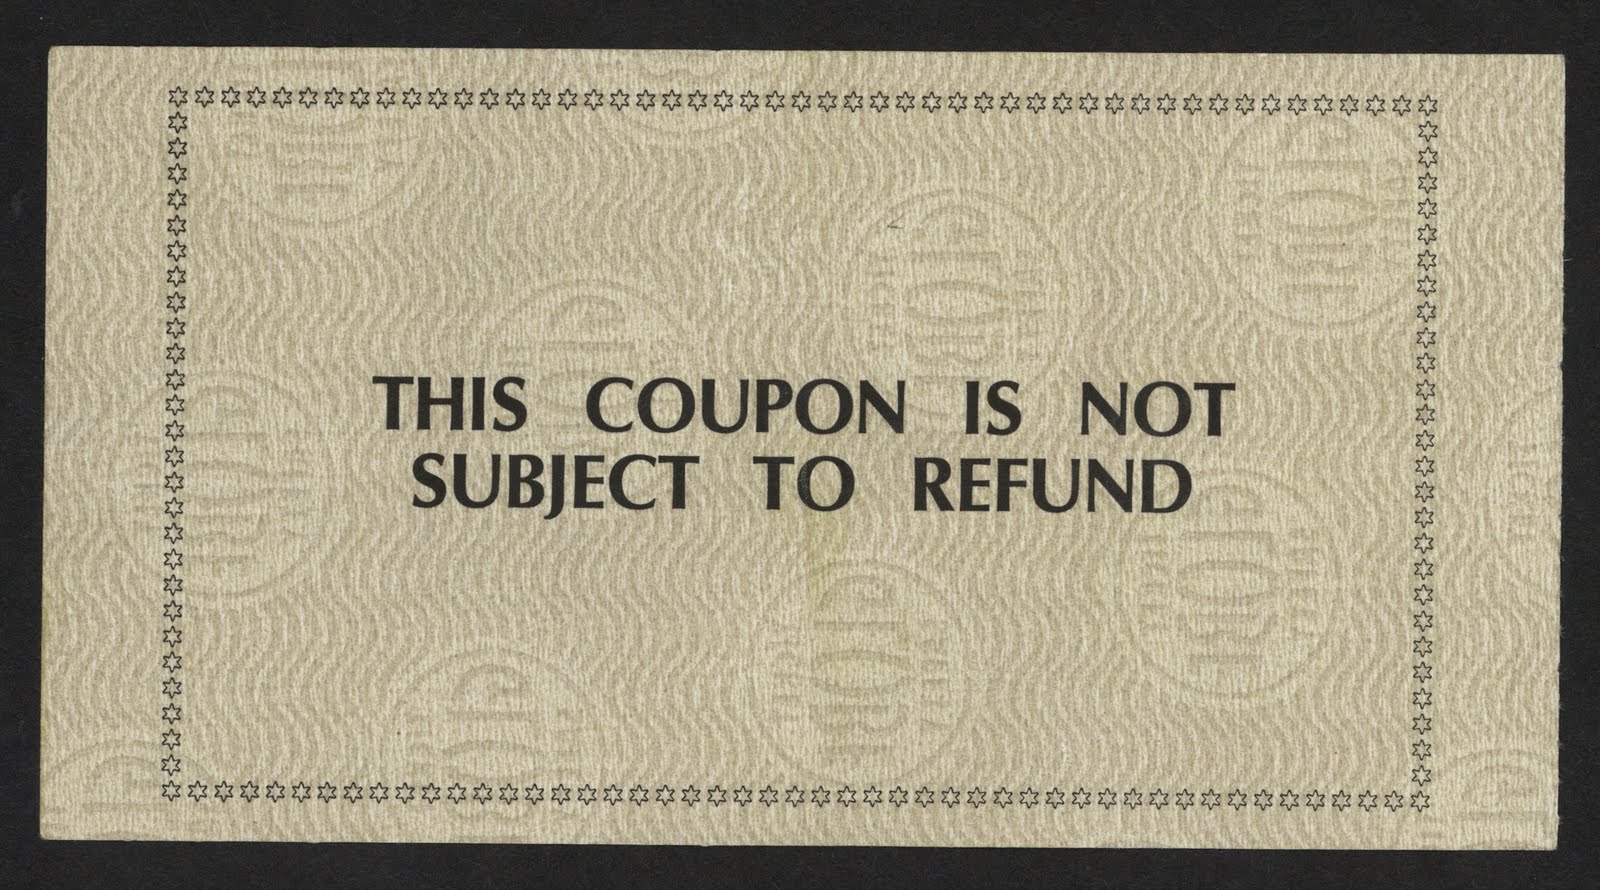 THIS COUPON IS NOT
SUBJECT TO REFUND